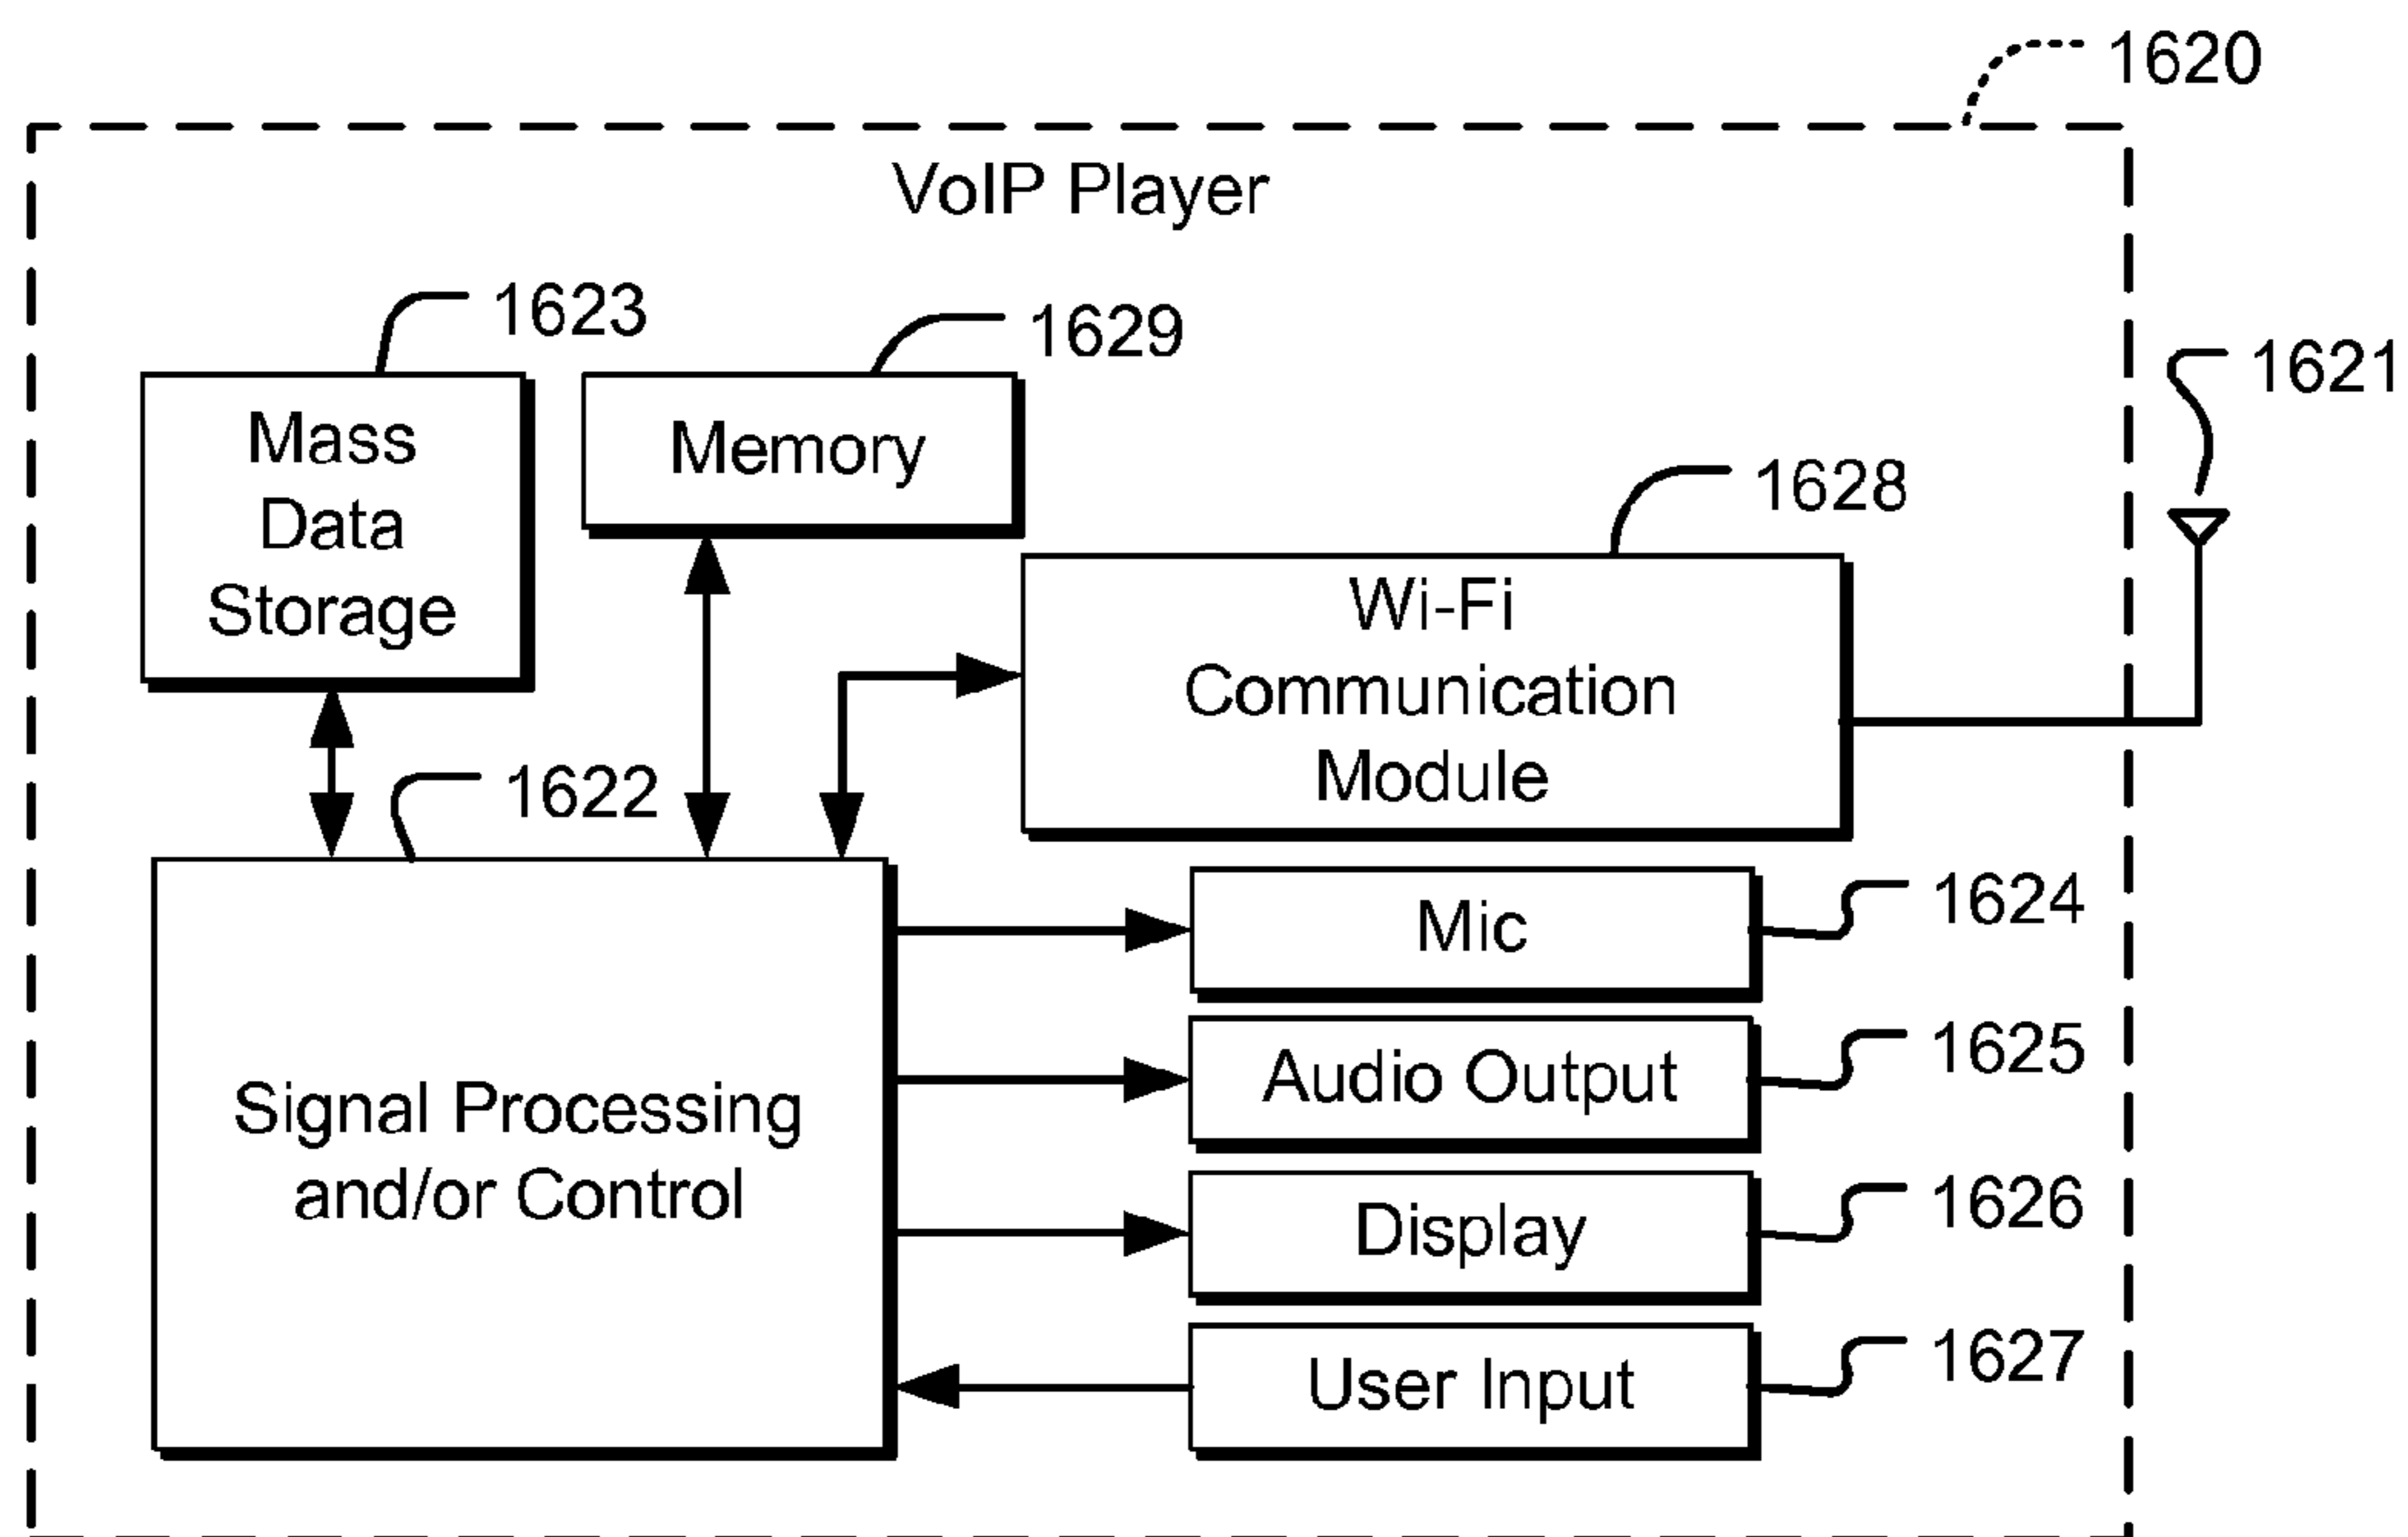 1620
VoIP Player
1623
1629
1621
Mass
Data
Storage
Memory
1628
Wi-Fi
Communication
Module
1622
Signal Processing
and/or Control
Mic
1624
Audio Output
1625
Display
1626
User Input
1627